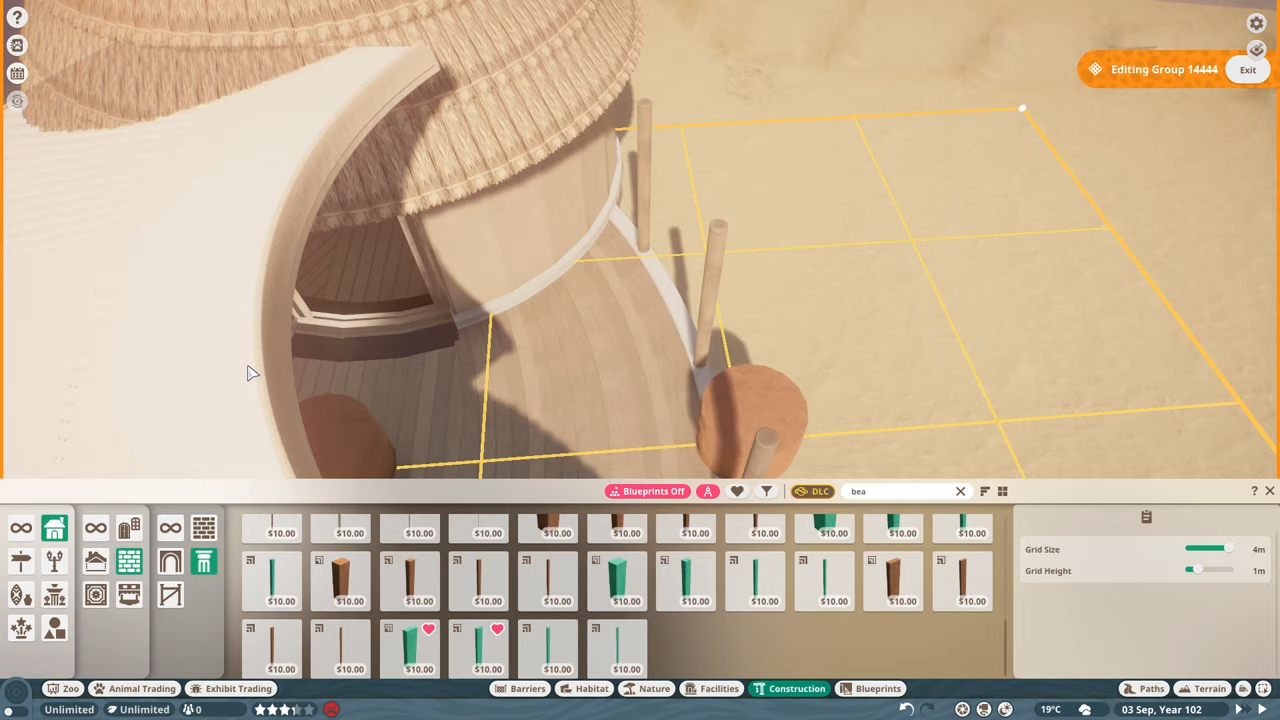 ?
Editing Group 14444
Exit
Blueprints Off
DLC
bea
?
$10.00 $10.00 $10.00 $10.00 $10.00 $10.00 $10.00 $10.00 $10.00 $10.00 $10.00
$10.00 $10.00 $10.00 $10.00 $10.00 $10.00 $10.00 $10.00 $10.00 $10.00 $10.00
$10.00 $10.00 $10.00 $10.00 $10.00 $10.00
Grid Size 4m
Grid Height 1m
Zoo
Animal Trading
Exhibit Trading
Barriers
Habitat
Nature
Facilities
Construction
Blueprints
Paths
Terrain
Unlimited
Unlimited
0
19°C
03 Sep, Year 102